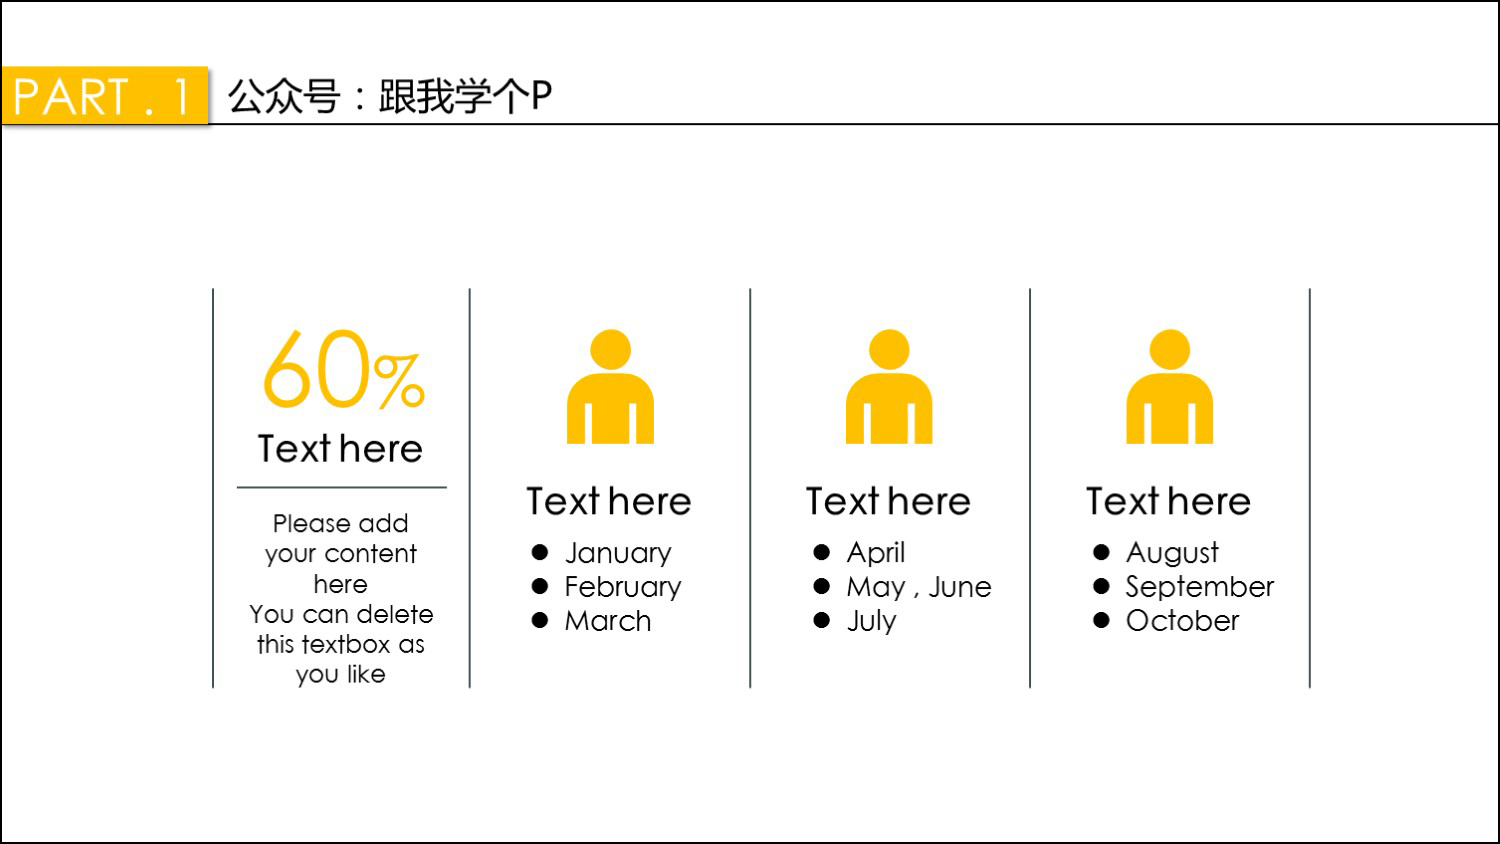 PART . 1
公众号：跟我学个P
60%
Text here
Please add
your content
here
You can delete
this textbox as
you like
Text here
● January
● February
● March
Text here
● April
● May , June
● July
Text here
● August
● September
● October